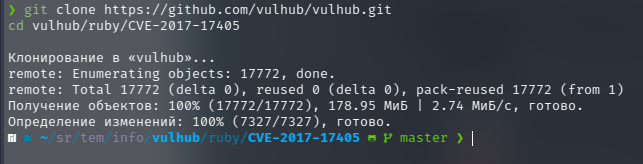 ❯ git clone https://github.com/vulhub/vulhub.git
cd vulhub/ruby/CVE-2017-17405
Клонирование в «vulhub»...
remote: Enumerating objects: 17772, done.
remote: Total 17772 (delta 0), reused 0 (delta 0), pack-reused 17772 (from 1)
Получение объектов: 100% (17772/17772), 178.95 МиБ | 2.74 МиБ/с, готово.
Определение изменений: 100% (7327/7327), готово.
~/sr/tem/info/vulhub/ruby/CVE-2017-17405 master ❯